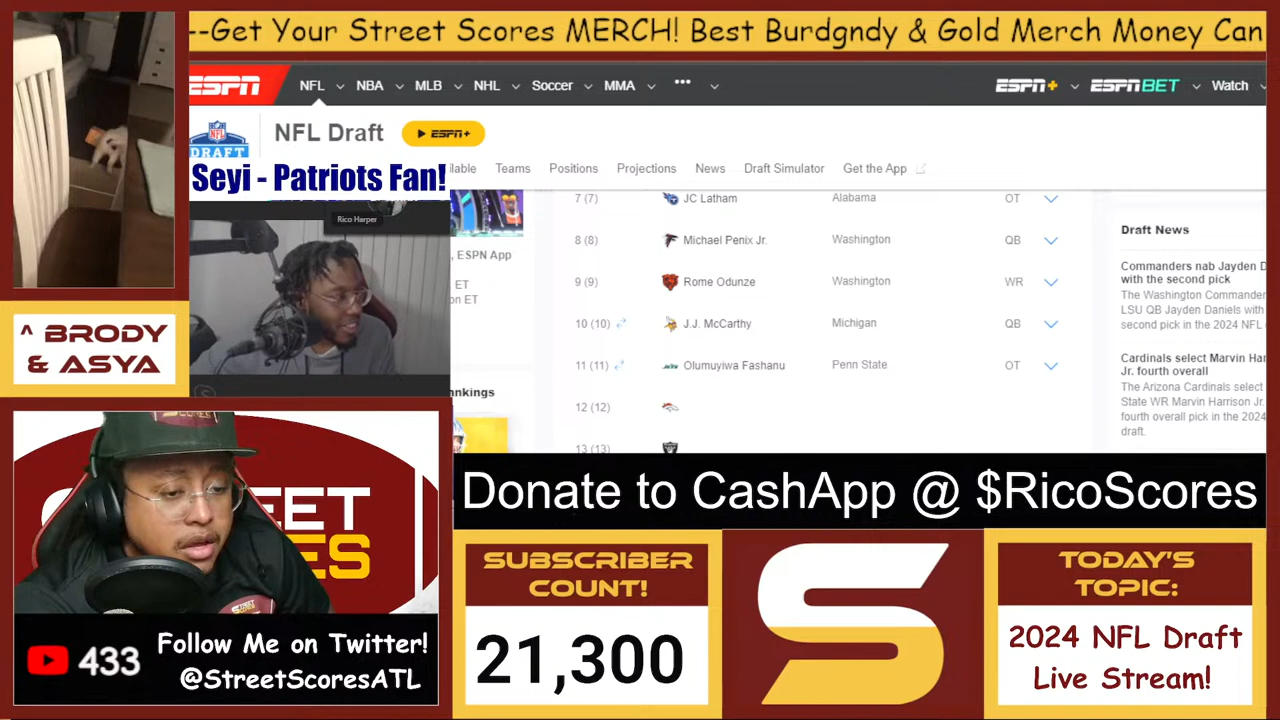 --Get Your Street Scores MERCH! Best Burdgndy & Gold Merch Money Can
ESPN NFL NBA MLB NHL Soccer MMA ••• ESPN+ ESPN BET Watch
NFL
DRAFT
NFL Draft ESPN+
ilable Teams Positions Projections News Draft Simulator Get the App
Seyi - Patriots Fan!
Rico Harper
, ESPN App
ET
on ET
nkings
7 (7) JC Latham Alabama OT
8 (8) Michael Penix Jr. Washington QB
9 (9) Rome Odunze Washington WR
10 (10) J.J. McCarthy Michigan QB
11 (11) Olumuyiwa Fashanu Penn State OT
12 (12)
13 (13)
Draft News
Commanders nab Jayden D
with the second pick
The Washington Commander
LSU QB Jayden Daniels with
second pick in the 2024 NFL
Cardinals select Marvin Har
Jr. fourth overall
The Arizona Cardinals select
State WR Marvin Harrison Jr.
fourth overall pick in the 2024
draft.
^ BRODY
& ASYA
Donate to CashApp @ $RicoScores
433
Follow Me on Twitter!
@StreetScoresATL
SUBSCRIBER
COUNT!
21,300
S
TODAY'S
TOPIC:
2024 NFL Draft
Live Stream!